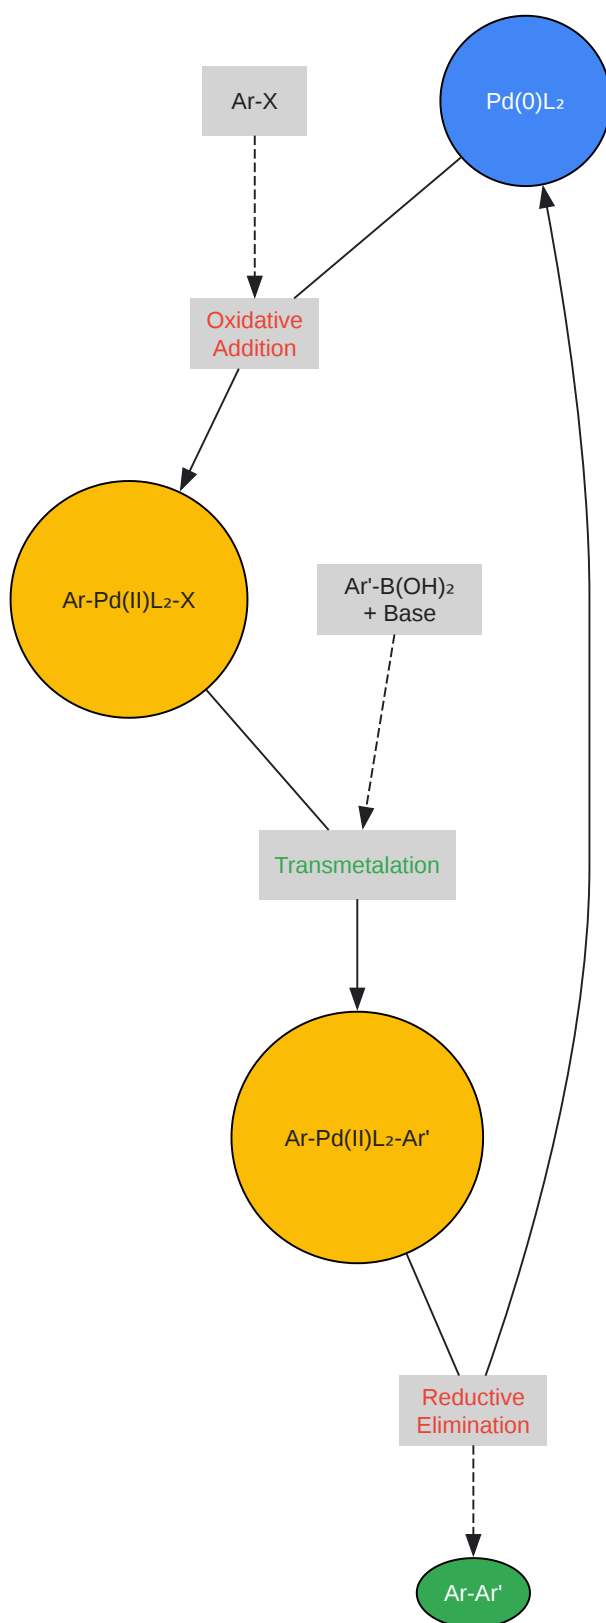 Ar-X
Pd(0)L₂
Oxidative
Addition
Ar-Pd(II)L₂-X
Ar'-B(OH)₂
+ Base
Transmetalation
Ar-Pd(II)L₂-Ar'
Reductive
Elimination
Ar-Ar'